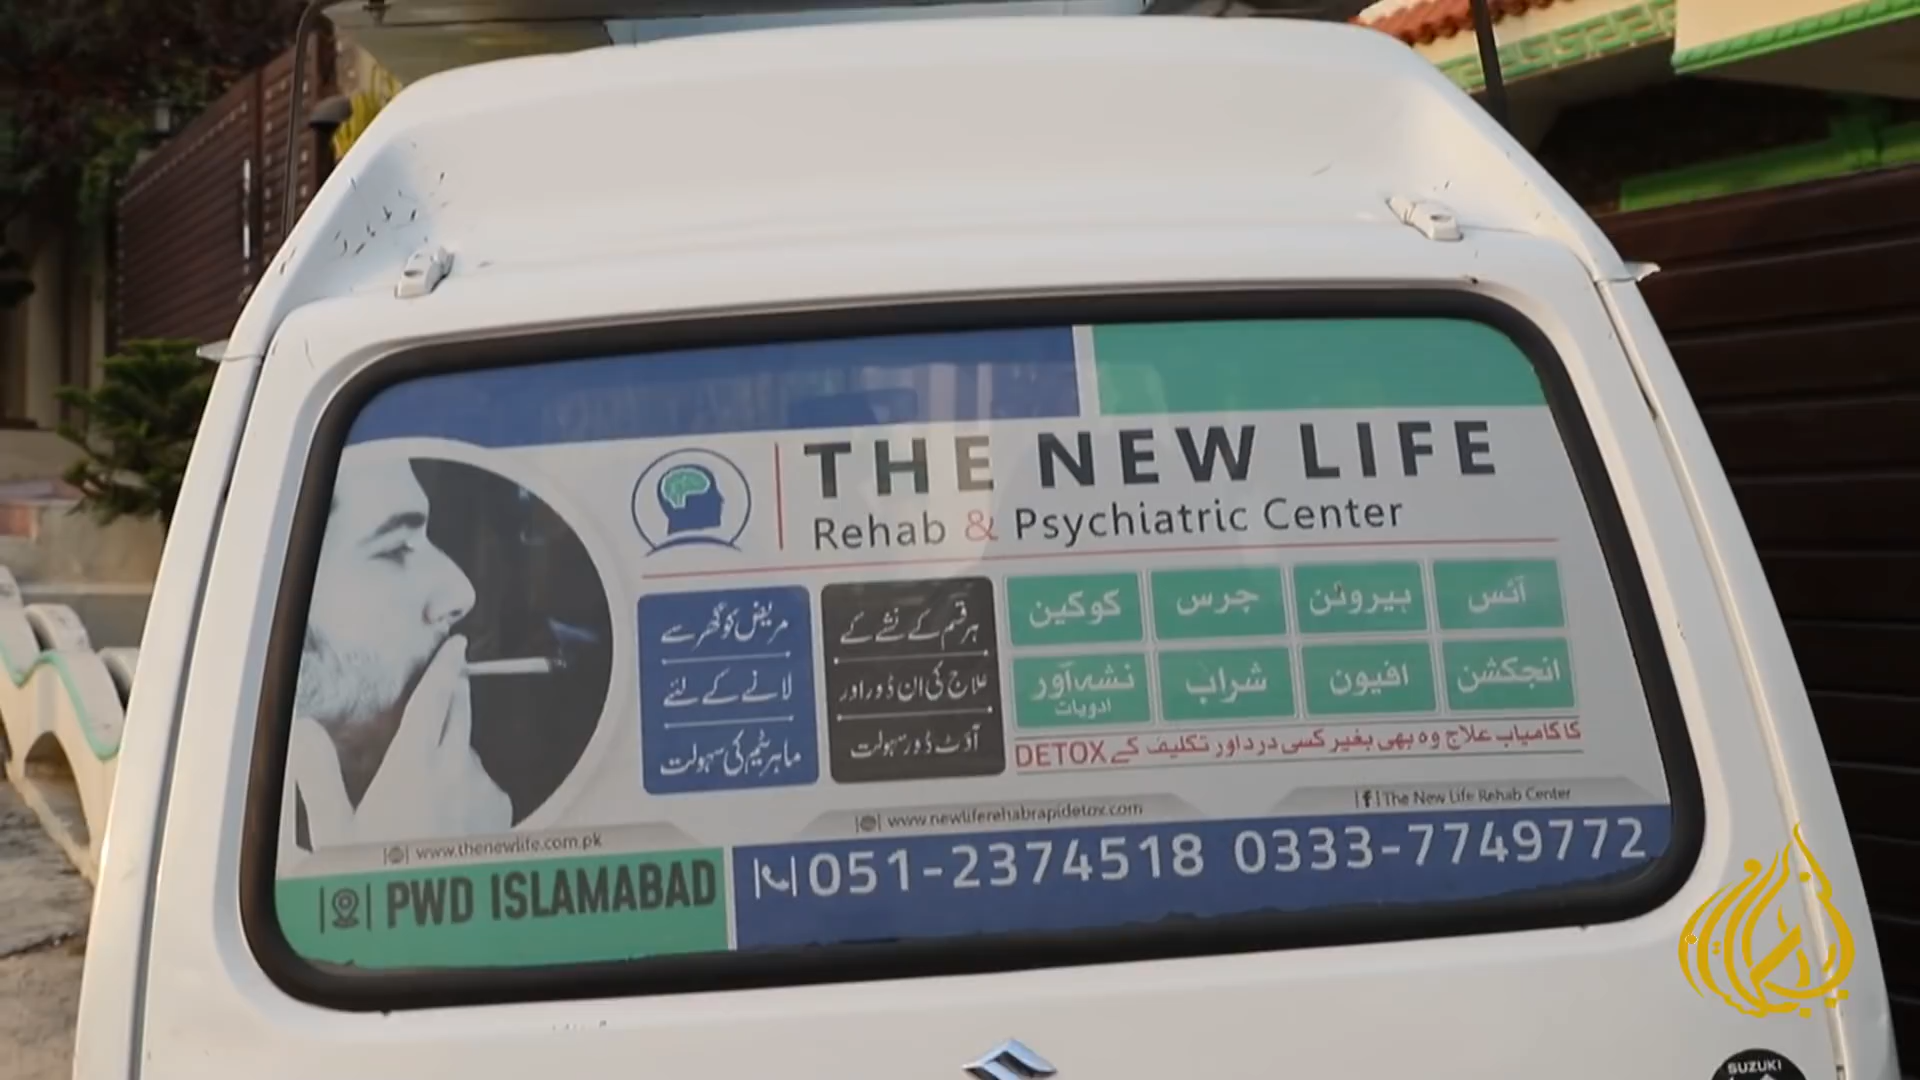 THE NEW LIFE
Rehab & Psychiatric Center
مریض کو گھر سے
لانے کے لئے
ماہر ٹیم کی سہولت
ہر قسم کے نشے کے
علاج کی ان ڈور اور
آؤٹ ڈور سہولت
آئس ہیروئن چرس کوکین
انجکشن افیون شراب نشہ آور ادویات
کا کامیاب علاج وہ بھی بغیر کسی درد اور تکلیف کے DETOX
www.thenewlife.com.pk
www.newliferehabrapidetox.com
The New Life Rehab Center
PWD ISLAMABAD
051-2374518 0333-7749772
SUZUKI